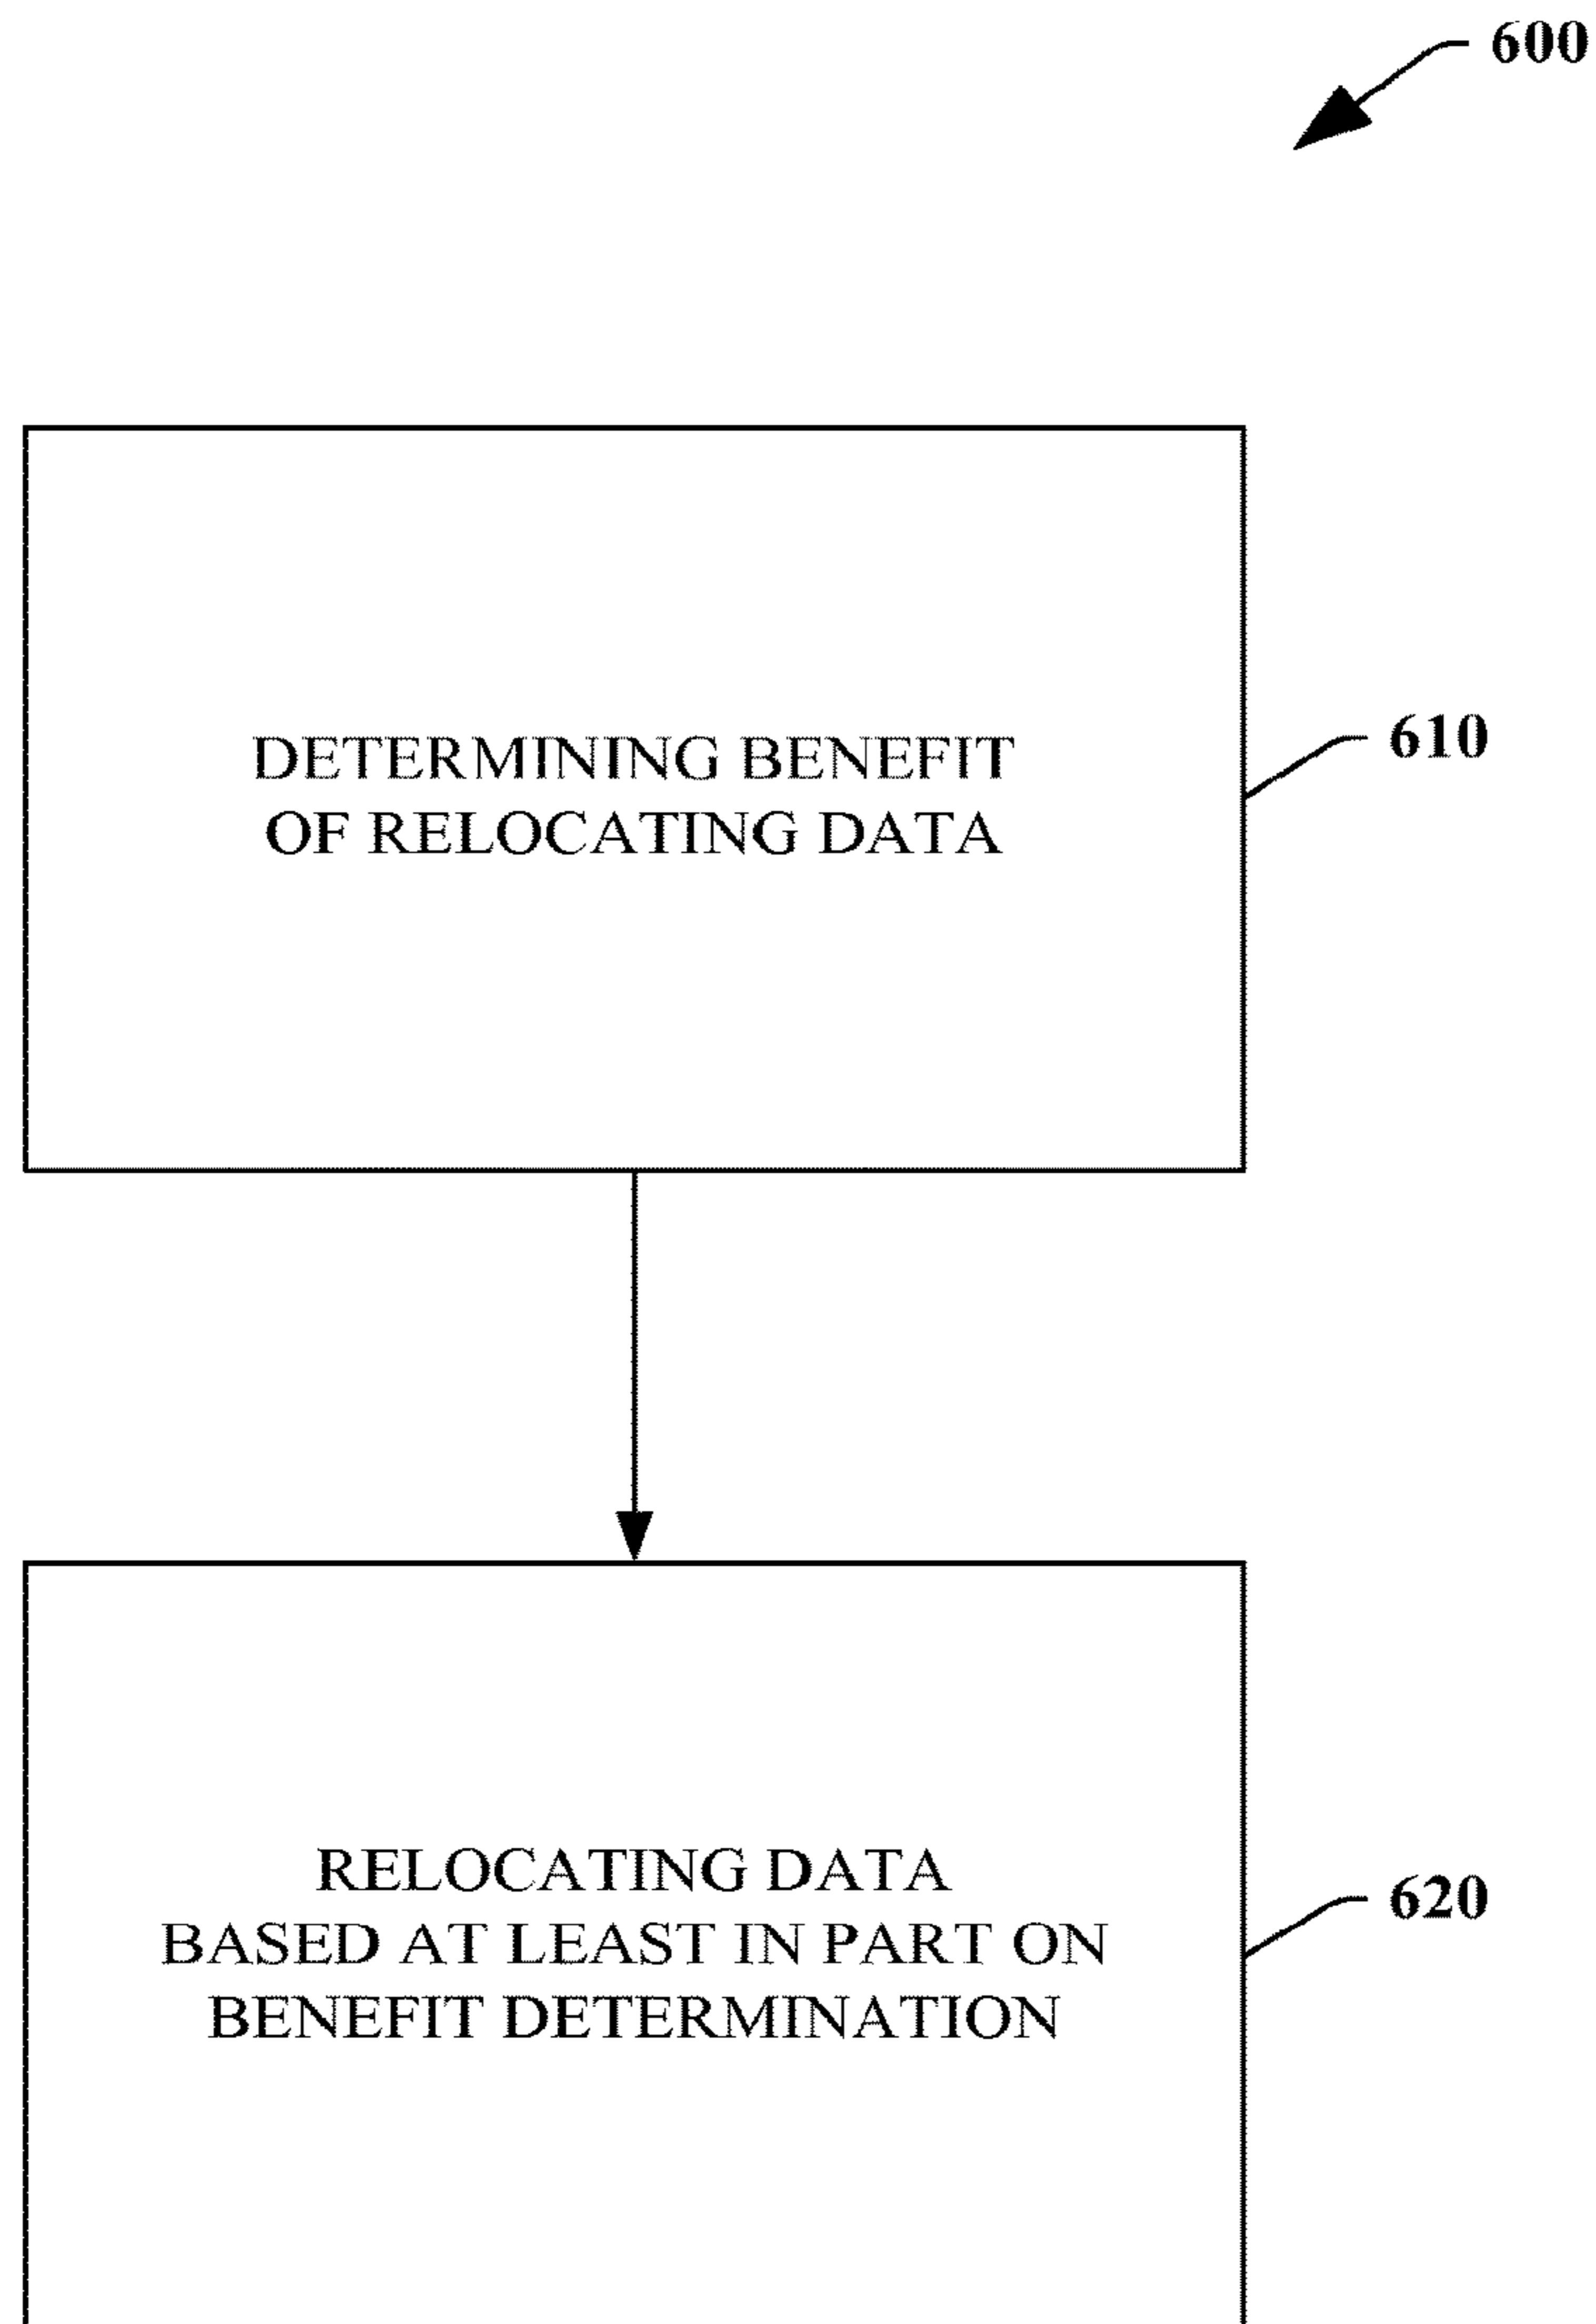 600
DETERMINING BENEFIT
OF RELOCATING DATA
610
RELOCATING DATA
BASED AT LEAST IN PART ON
BENEFIT DETERMINATION
620